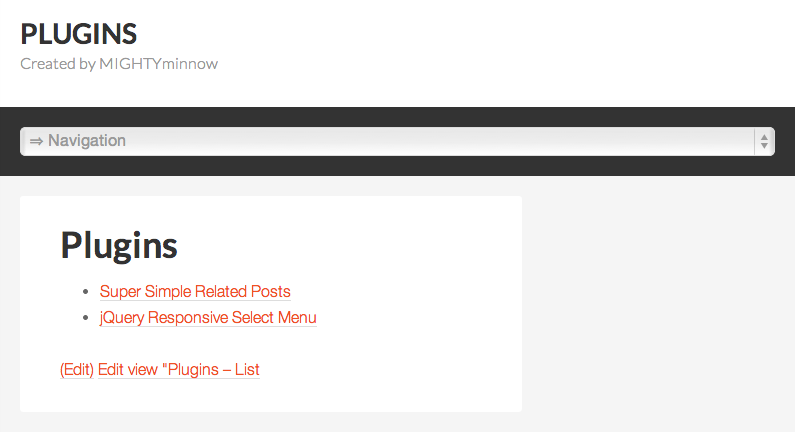 PLUGINS
Created by MIGHTYminnow
⇒ Navigation
Plugins
• Super Simple Related Posts
• jQuery Responsive Select Menu
(Edit) Edit view "Plugins – List